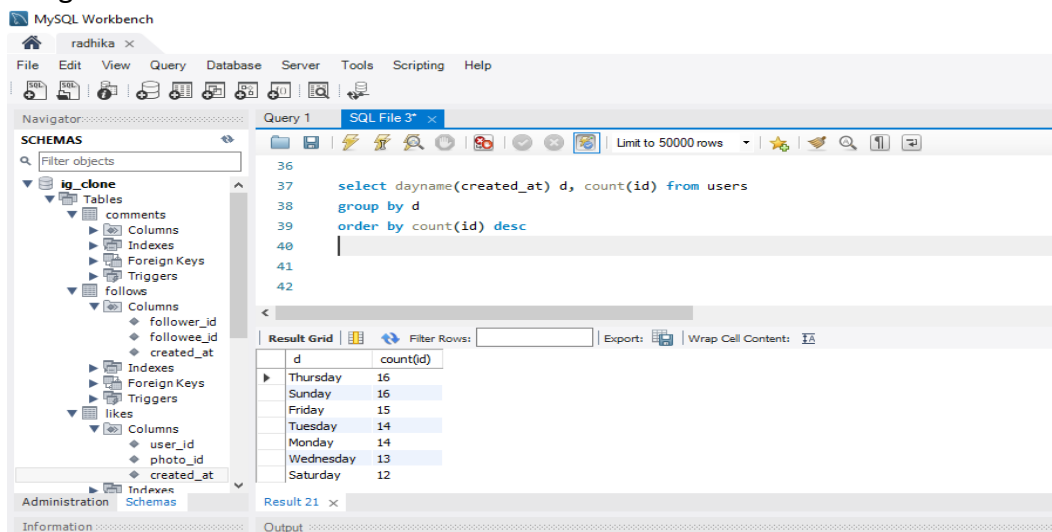 MySQL Workbench
radhika ×
File Edit View Query Database Server Tools Scripting Help
Navigator
Query 1 SQL File 3* ×
SCHEMAS
Limit to 50000 rows
Filter objects
ig_clone
Tables
comments
Columns
Indexes
Foreign Keys
Triggers
follows
Columns
follower_id
followee_id
created_at
Indexes
Foreign Keys
Triggers
likes
Columns
user_id
photo_id
created_at
Indexes
Administration Schemas
Information
36
37 select dayname(created_at) d, count(id) from users
38 group by d
39 order by count(id) desc
40
41
42
Result Grid Filter Rows: Export: Wrap Cell Content:
d count(id)
Thursday 16
Sunday 16
Friday 15
Tuesday 14
Monday 14
Wednesday 13
Saturday 12
Result 21 ×
Output